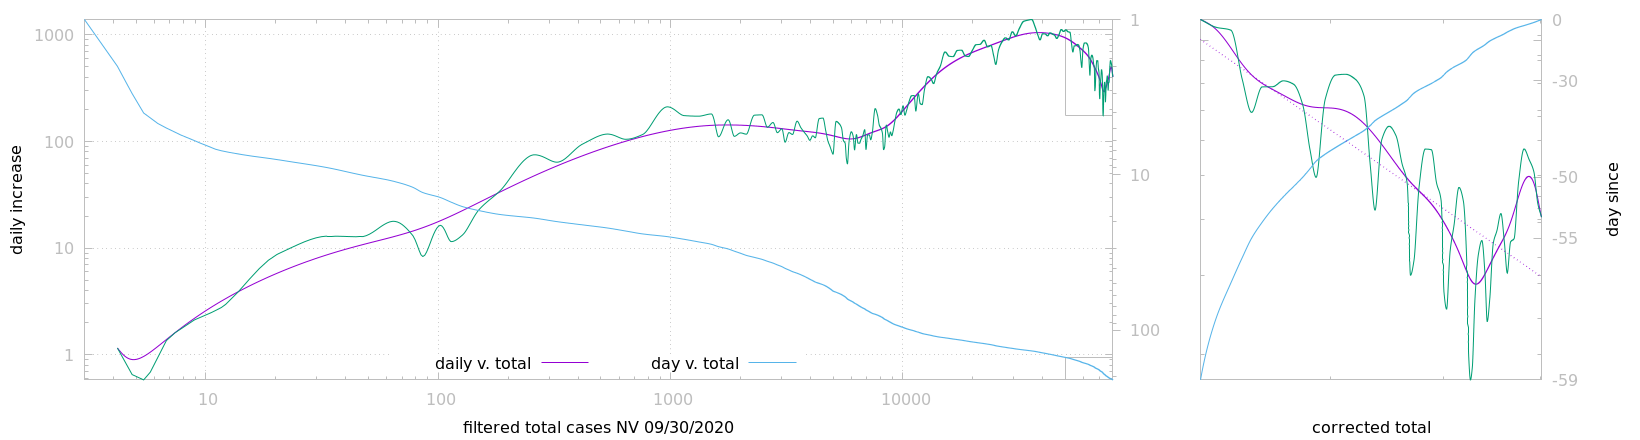 1000
100
10
1
daily increase
10
100
1000
10000
filtered total cases NV 09/30/2020
daily v. total
day v. total
1
10
100
0
-30
-50
-55
-59
day since
corrected total